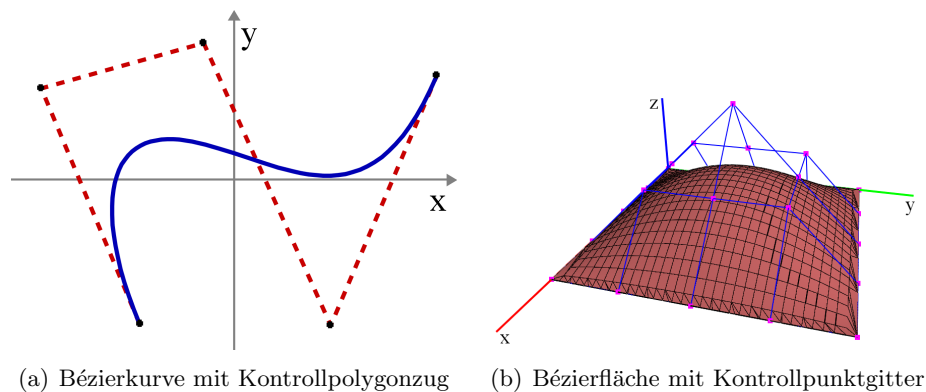 y
x
z
y
x
(a) Bézierkurve mit Kontrollpolygonzug
(b) Bézierfläche mit Kontrollpunktgitter